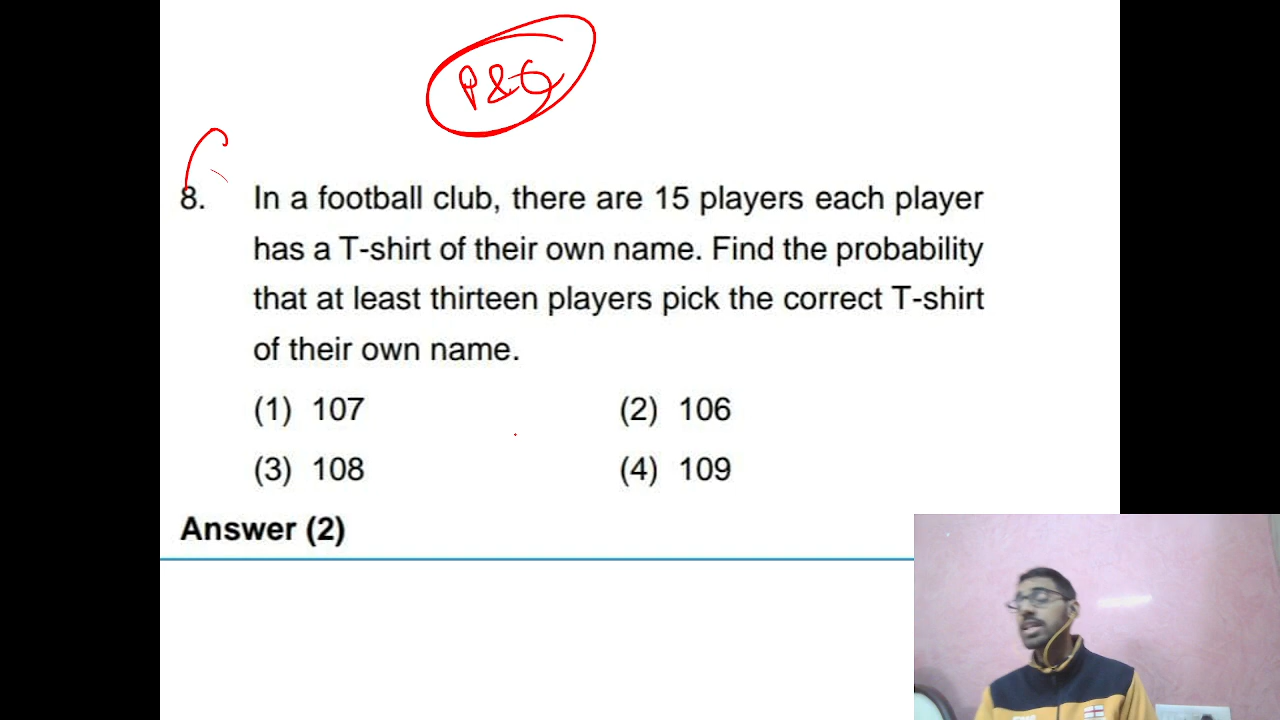 P&C
8. In a football club, there are 15 players each player
has a T-shirt of their own name. Find the probability
that at least thirteen players pick the correct T-shirt
of their own name.
(1) 107 (2) 106
(3) 108 (4) 109
Answer (2)